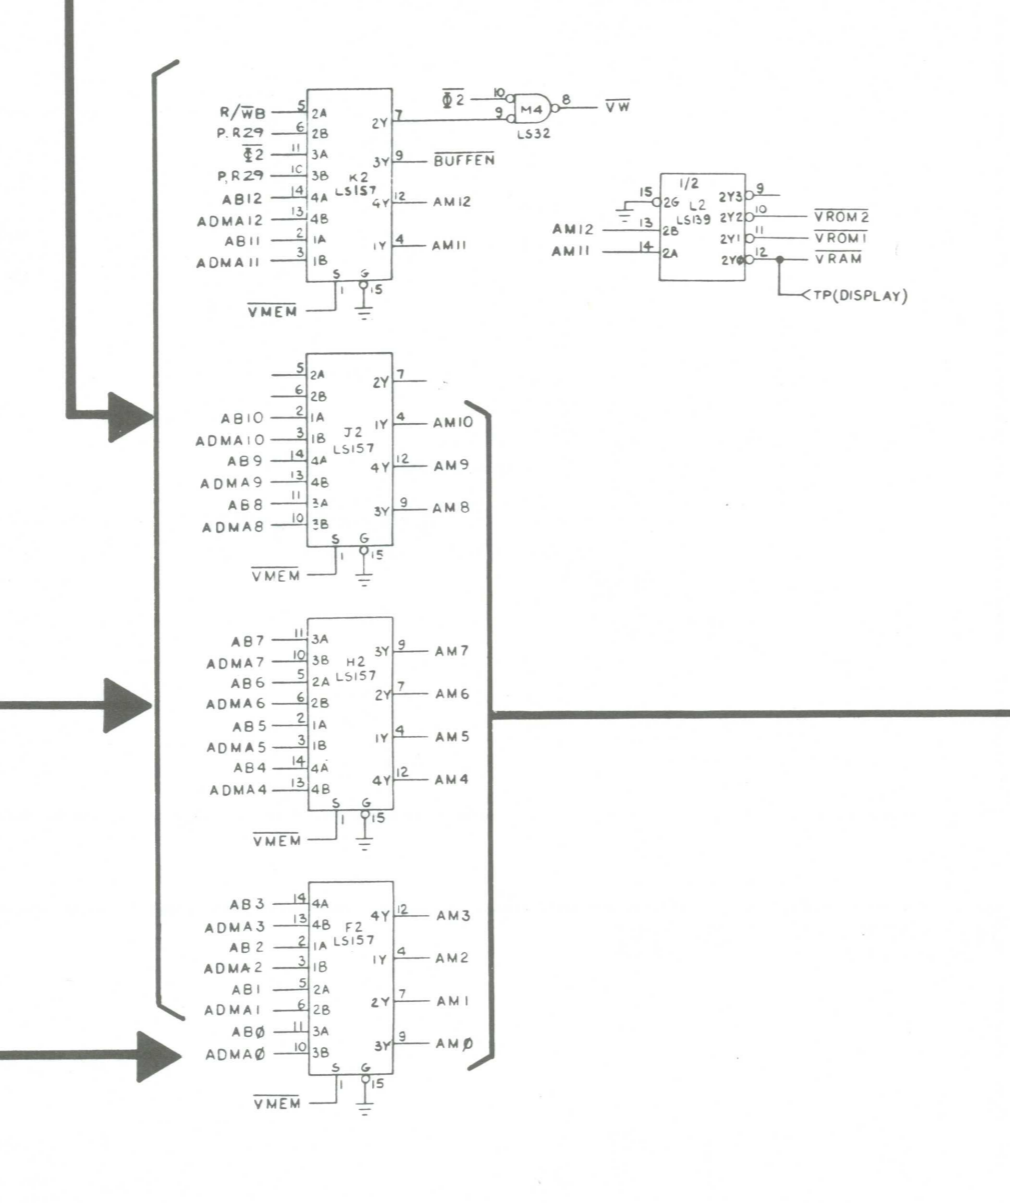 R/WB 5 2A
P.R29 6 2B
Φ2 11 3A
P.R29 10 3B
AB12 14 4A
ADMA12 13 4B
AB11 2 1A
ADMA11 3 1B
K2
LS157
2Y 7
3Y 9 BUFFEN
4Y 12 AM12
1Y 4 AM11
S G
1 15
VMEM
Φ2 10
9
M4
8 VW
LS32
1/2
L2
LS139
15 2G
AM12 13 2B
AM11 14 2A
2Y3 9
2Y2 10 VROM2
2Y1 11 VROM1
2YØ 12 VRAM
TP(DISPLAY)
5 2A
6 2B
AB10 2 1A
ADMA10 3 1B
AB9 14 4A
ADMA9 13 4B
AB8 11 3A
ADMA8 10 3B
J2
LS157
2Y 7
1Y 4 AM10
4Y 12 AM9
3Y 9 AM8
S G
1 15
VMEM
AB7 11 3A
ADMA7 10 3B
AB6 5 2A
ADMA6 6 2B
AB5 2 1A
ADMA5 3 1B
AB4 14 4A
ADMA4 13 4B
H2
LS157
3Y 9 AM7
2Y 7 AM6
1Y 4 AM5
4Y 12 AM4
S G
1 15
VMEM
AB3 14 4A
ADMA3 13 4B
AB2 2 1A
ADMA2 3 1B
AB1 5 2A
ADMA1 6 2B
ABØ 11 3A
ADMAØ 10 3B
F2
LS157
4Y 12 AM3
1Y 4 AM2
2Y 7 AM1
3Y 9 AMØ
S G
1 15
VMEM